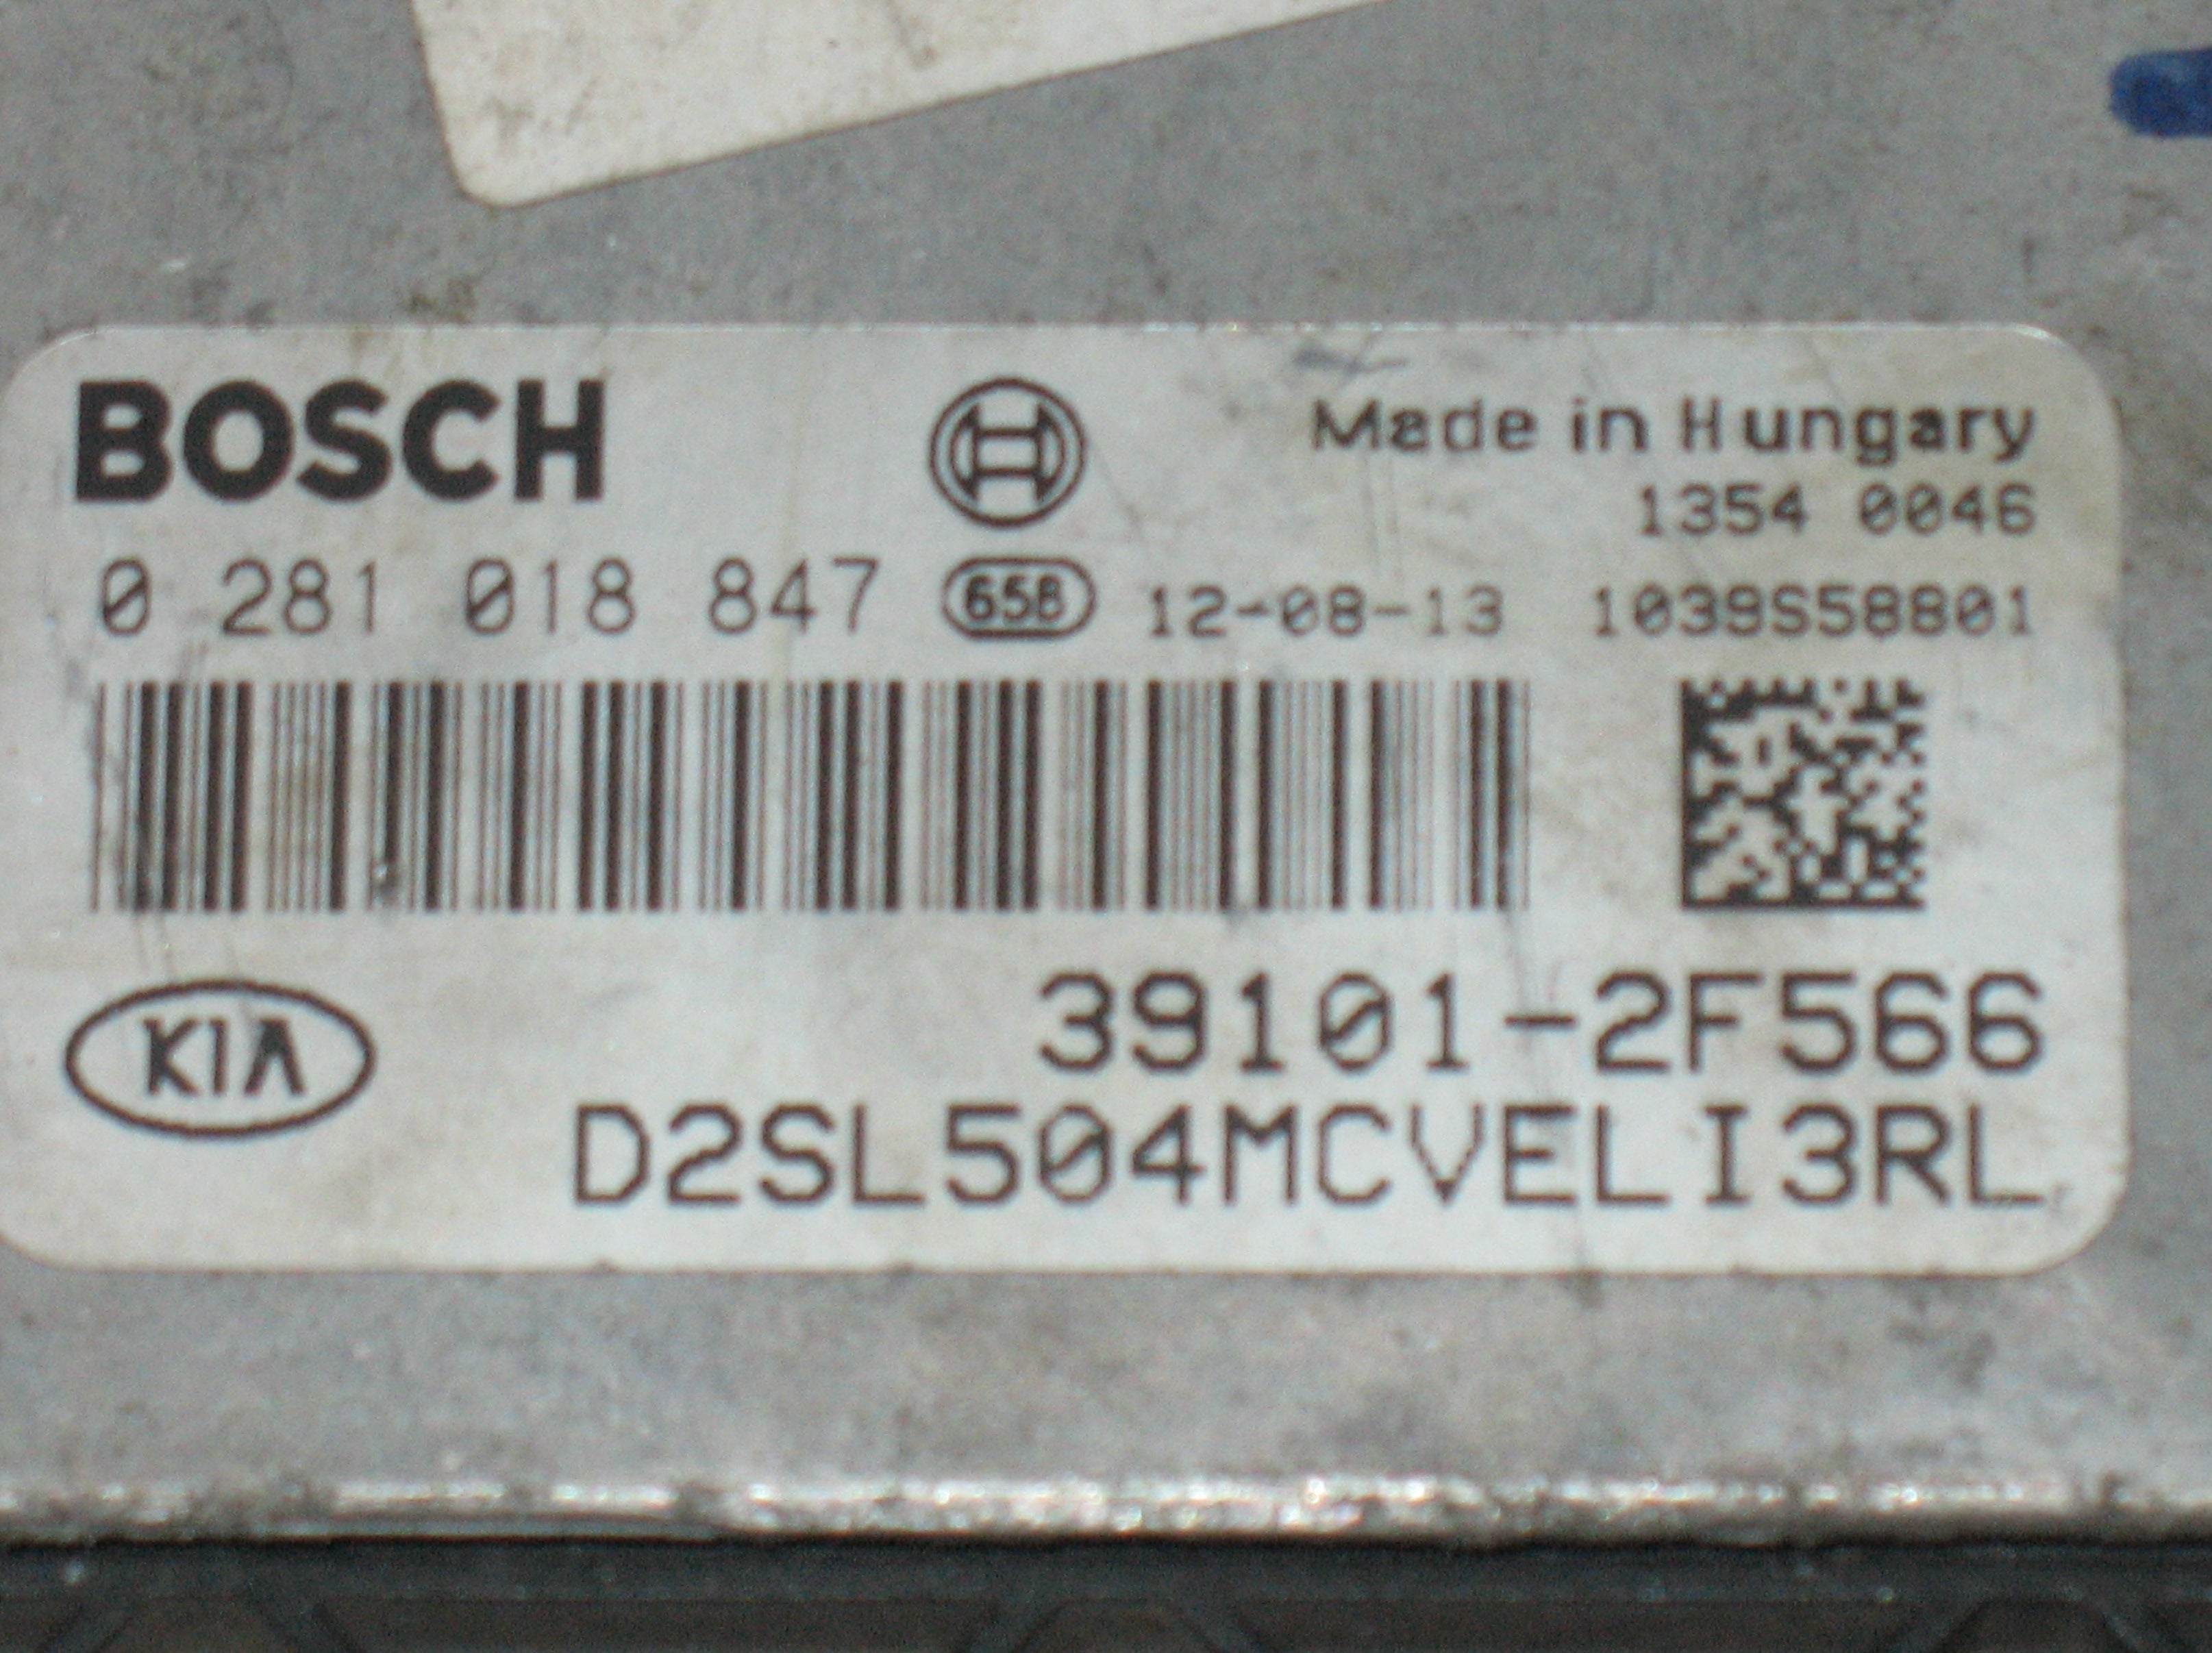 BOSCH
Made in Hungary
1354 0046
0 281 018 847 658 12-08-13 1039S58801
KIA
39101-2F566
D2SL504MCVELI3RL